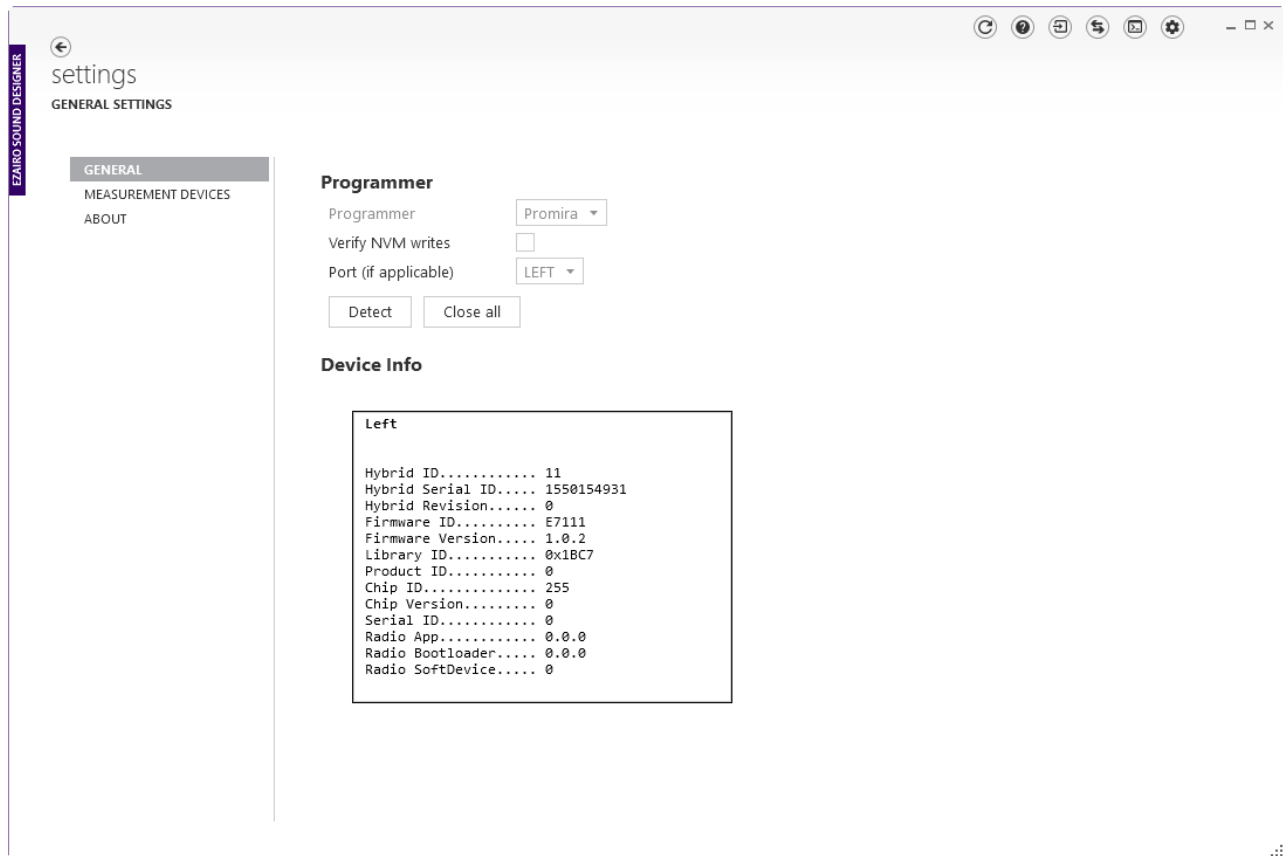 EZAIRO SOUND DESIGNER
settings
GENERAL SETTINGS
GENERAL
MEASUREMENT DEVICES
ABOUT
Programmer
Programmer Promira
Verify NVM writes
Port (if applicable) LEFT
Detect Close all
Device Info
Left
Hybrid ID............ 11
Hybrid Serial ID..... 1550154931
Hybrid Revision...... 0
Firmware ID.......... E7111
Firmware Version..... 1.0.2
Library ID........... 0x1BC7
Product ID........... 0
Chip ID.............. 255
Chip Version......... 0
Serial ID............ 0
Radio App............ 0.0.0
Radio Bootloader..... 0.0.0
Radio SoftDevice..... 0